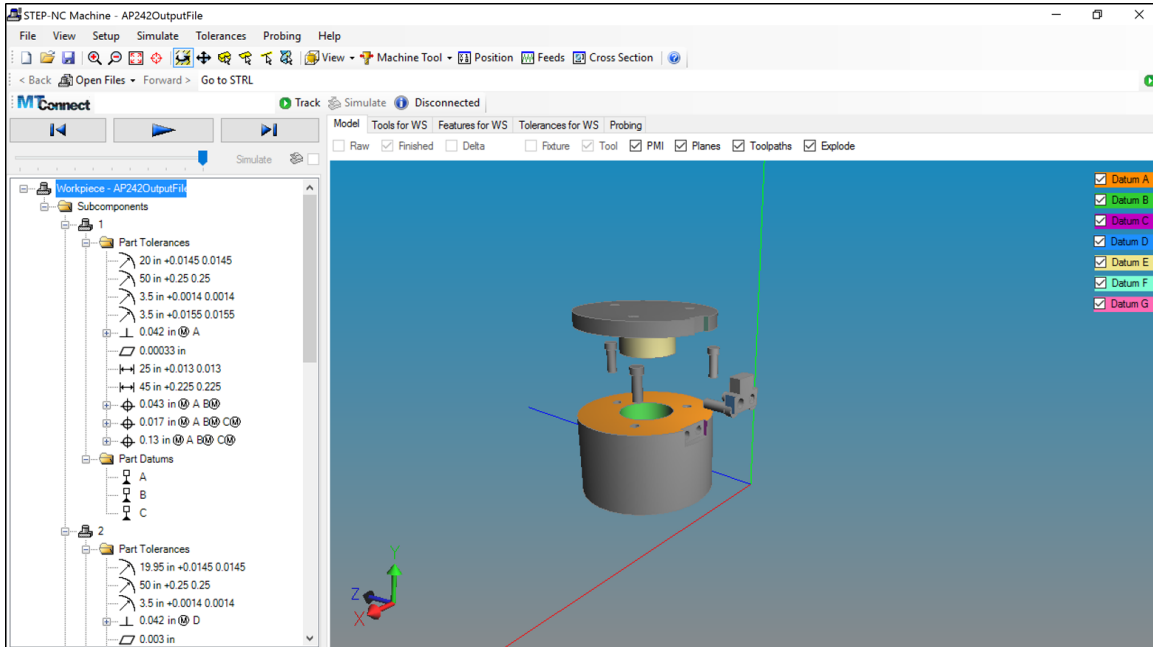 STEP-NC Machine - AP242OutputFile
File View Setup Simulate Tolerances Probing Help
View Machine Tool Position Feeds Cross Section
< Back Open Files Forward > Go to STRL
MTConnect Track Simulate Disconnected
Model Tools for WS Features for WS Tolerances for WS Probing
Raw Finished Delta Fixture Tool PMI Planes Toolpaths Explode
Simulate
Workpiece - AP242OutputFile
Subcomponents
1
Part Tolerances
20 in +0.0145 0.0145
50 in +0.25 0.25
3.5 in +0.0014 0.0014
3.5 in +0.0155 0.0155
0.042 in Ⓜ A
0.00033 in
25 in +0.013 0.013
45 in +0.225 0.225
0.043 in Ⓜ A BⓂ
0.017 in Ⓜ A BⓂ CⓂ
0.13 in Ⓜ A BⓂ CⓂ
Part Datums
A
B
C
2
Part Tolerances
19.95 in +0.0145 0.0145
50 in +0.25 0.25
3.5 in +0.0014 0.0014
0.042 in Ⓜ D
0.003 in
Datum A
Datum B
Datum C
Datum D
Datum E
Datum F
Datum G
Y
Z
X